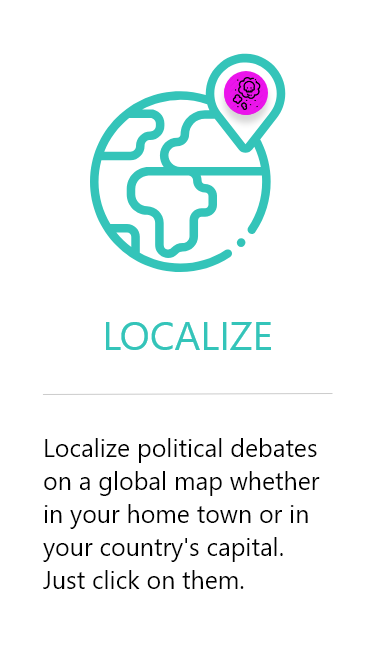 LOCALIZE
Localize political debates
on a global map whether
in your home town or in
your country's capital.
Just click on them.